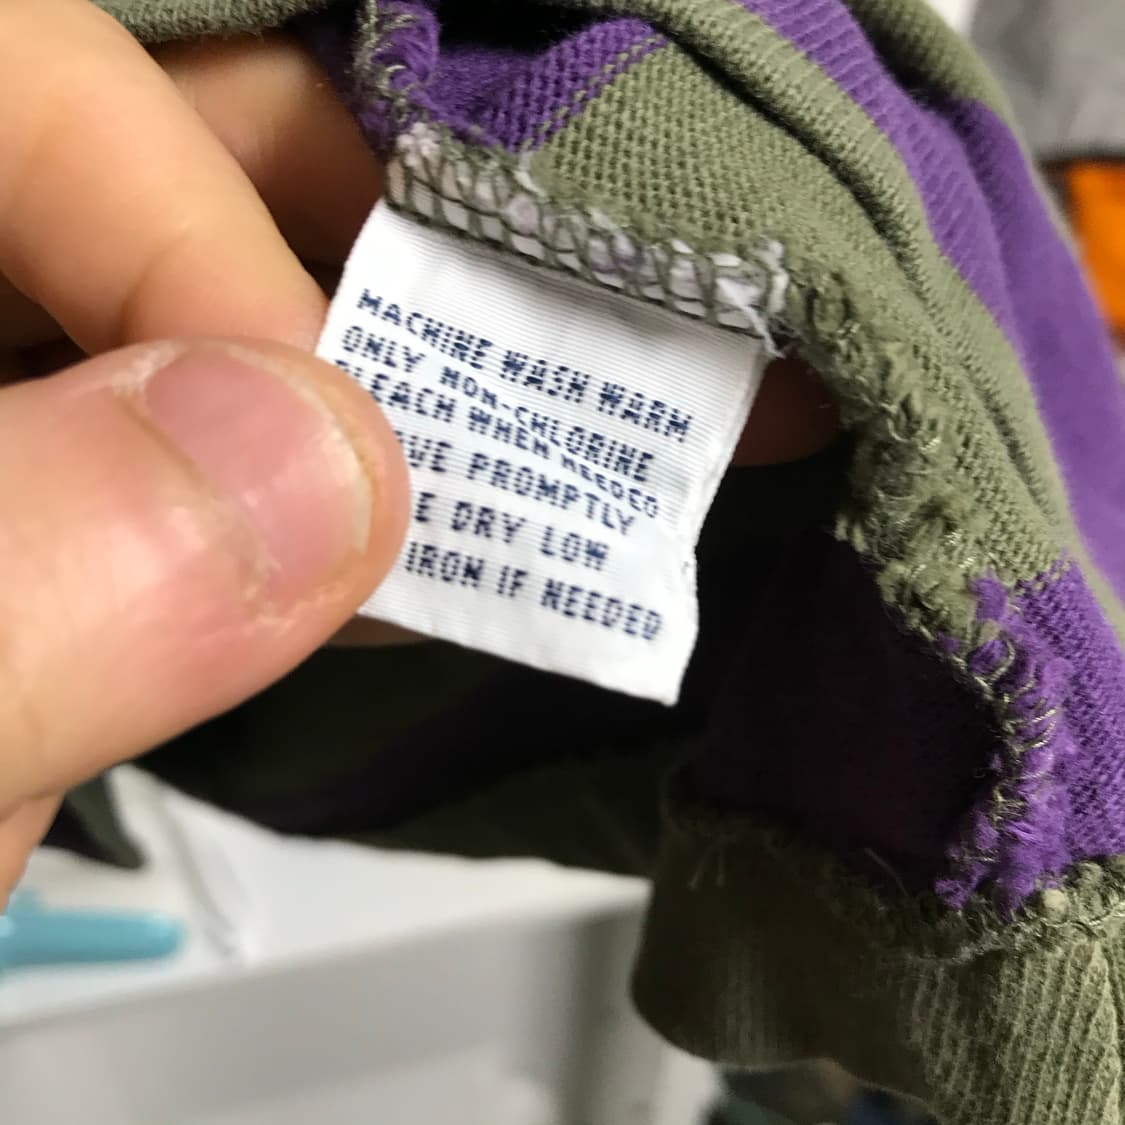 MACHINE WASH WARM
ONLY NON-CHLORINE
BLEACH WHEN NEEDED
PROMPTLY
DRY LOW
IRON IF NEEDED